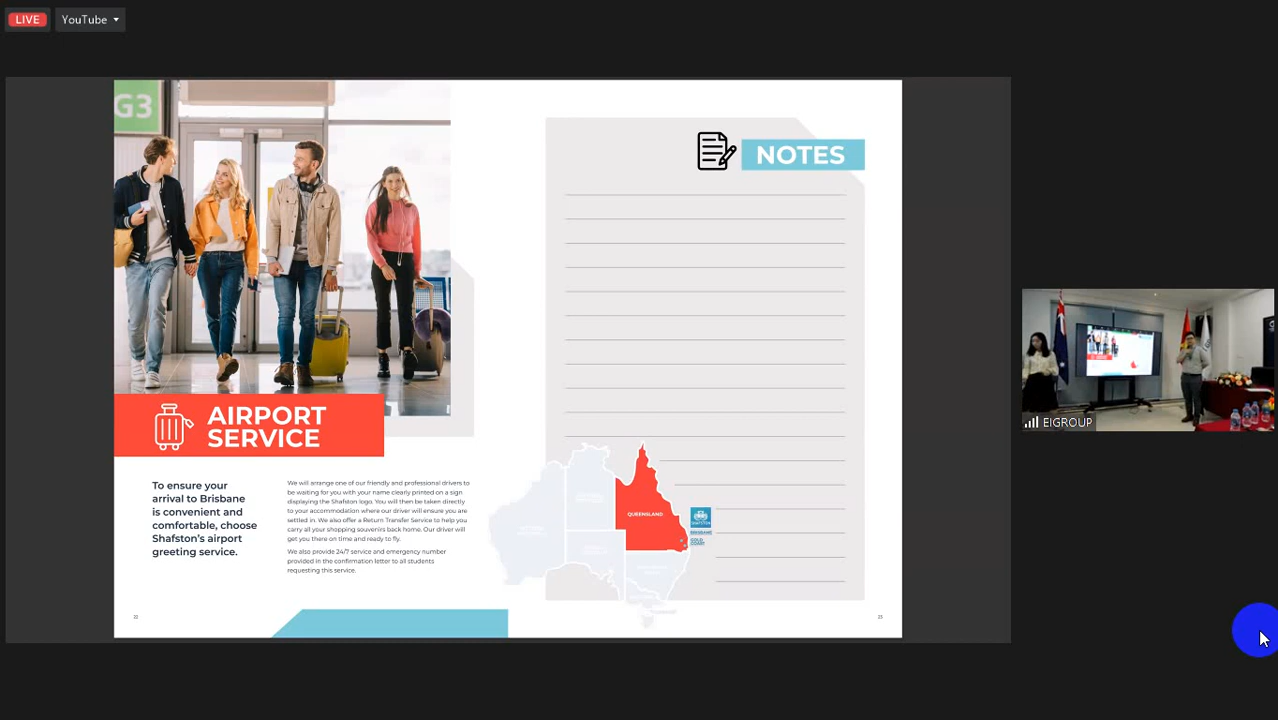 LIVE
YouTube
G3
NOTES
AIRPORT
SERVICE
To ensure your
arrival to Brisbane
is convenient and
comfortable, choose
Shafston's airport
greeting service.
We will arrange one of our friendly and professional drivers to
be waiting for you with your name clearly printed on a sign
displaying the Shafston logo. You will then be taken directly
to your accommodation where our driver will ensure you are
settled in. We also offer a Return Transfer Service to help you
carry all your shopping souvenirs back home. Our driver will
get you there on time and ready to fly.
We also provide 24/7 service and emergency number
provided in the confirmation letter to all students
requesting this service.
QUEENSLAND
SHAFSTON
BRISBANE
GOLD
COAST
22
23
EIGROUP